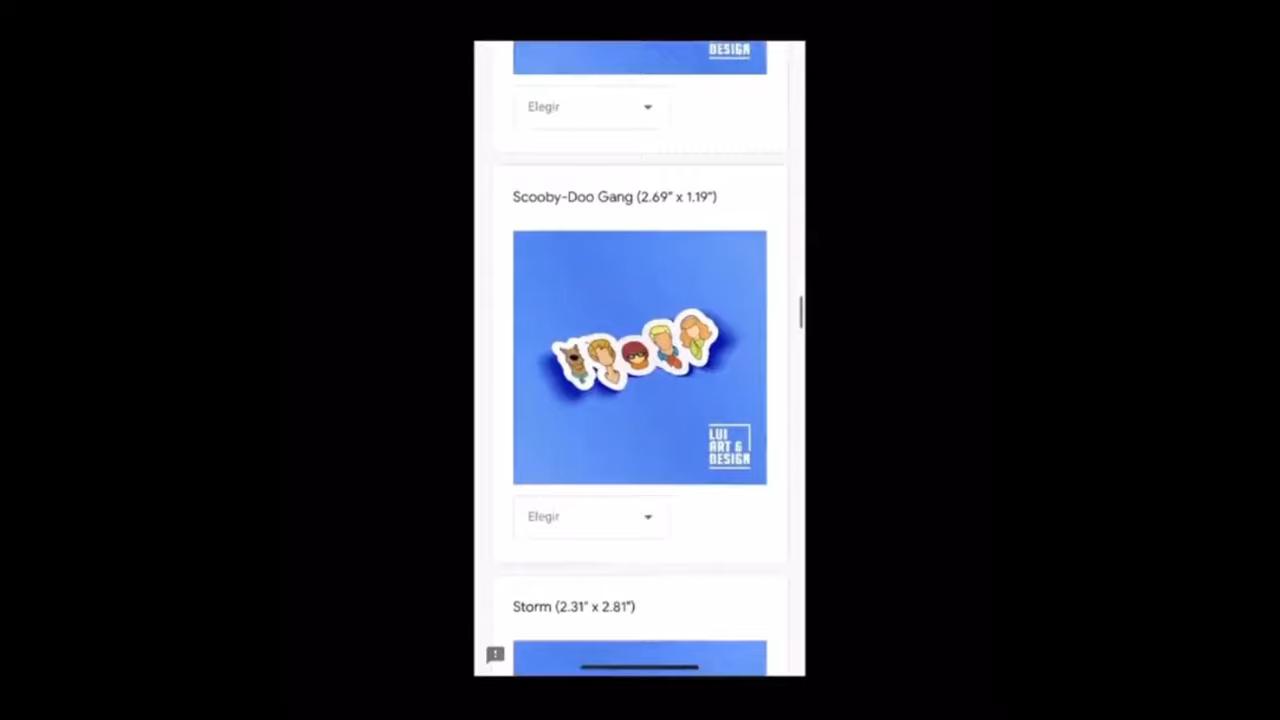 DESIGN
Elegir
Scooby-Doo Gang (2.69" x 1.19")
LUI
ART &
DESIGN
Elegir
Storm (2.31" x 2.81")